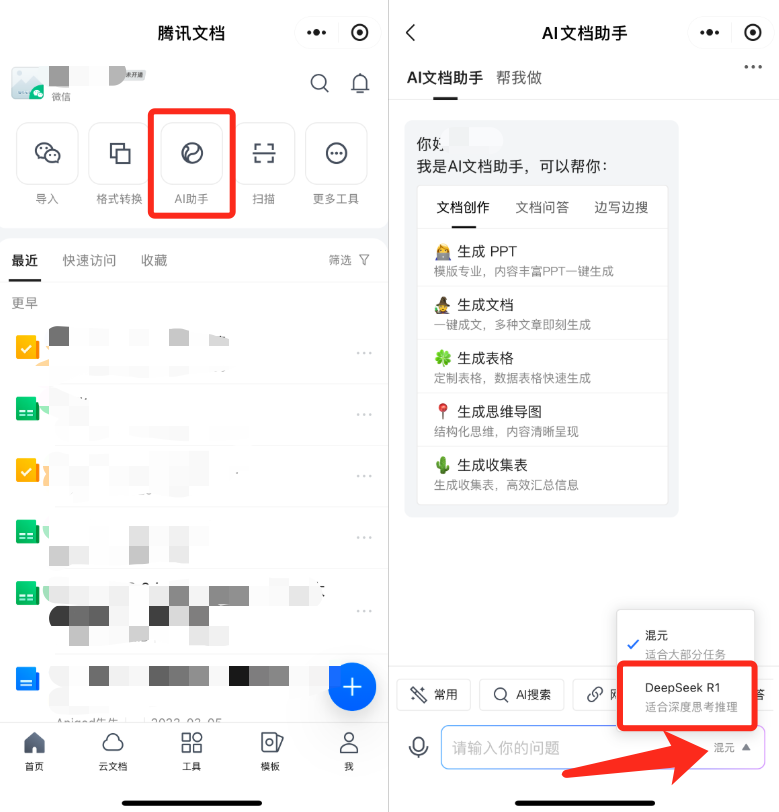 腾讯文档
未开通
微信
导入
格式转换
AI助手
扫描
更多工具
最近
快速访问
收藏
筛选
更早
首页
云文档
工具
模板
我
AI文档助手
AI文档助手
帮我做
你好
我是AI文档助手，可以帮你：
文档创作
文档问答
边写边搜
生成 PPT
模版专业，内容丰富PPT一键生成
生成文档
一键成文，多种文章即刻生成
生成表格
定制表格，数据表格快速生成
生成思维导图
结构化思维，内容清晰呈现
生成收集表
生成收集表，高效汇总信息
混元
适合大部分任务
DeepSeek R1
适合深度思考推理
常用
AI搜索
答
请输入你的问题
混元